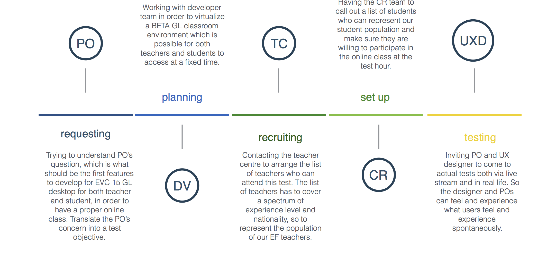 Working with developer
team in order to virtualize
a BETA GL classroom
environment which is
possible for both
teachers and students to
access at a fixed time.
Having the CR team to
call out a list of students
who can represent our
student population and
make sure they are
willing to participate in
the online class at the
test hour.
PO
TC
UXD
planning
set up
requesting
recruiting
testing
Trying to understand PO's
question, which is what
should be the first features
to develop for EVC 1to GL
desktop for both teacher
and student, in order to
have a proper online
class. Translate the PO's
concern into a test
objective.
DV
Contacting the teacher
centre to arrange the list
of teachers who can
attend this test. The list
of teachers has to cover
a spectrum of
experience level and
nationality, so to
represent the population
of our EF teachers.
CR
Inviting PO and UX
designer to come to
actual tests both via live
stream and in real life. So
the designer and POs
can feel and experience
what users feel and
experience
spontaneously.